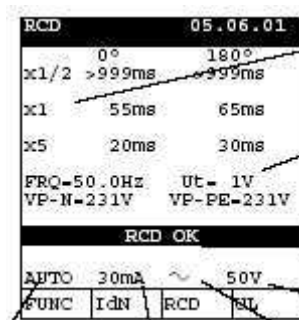 RCD 05.06.01
0° 180°
x1/2 >999ms >999ms
x1 55ms 65ms
x5 20ms 30ms
FRQ=50.0Hz Ut= 1V
VP-N=231V VP-PE=231V
RCD OK
AUTO 30mA ~ 50V
FUNC IdN RCD UL